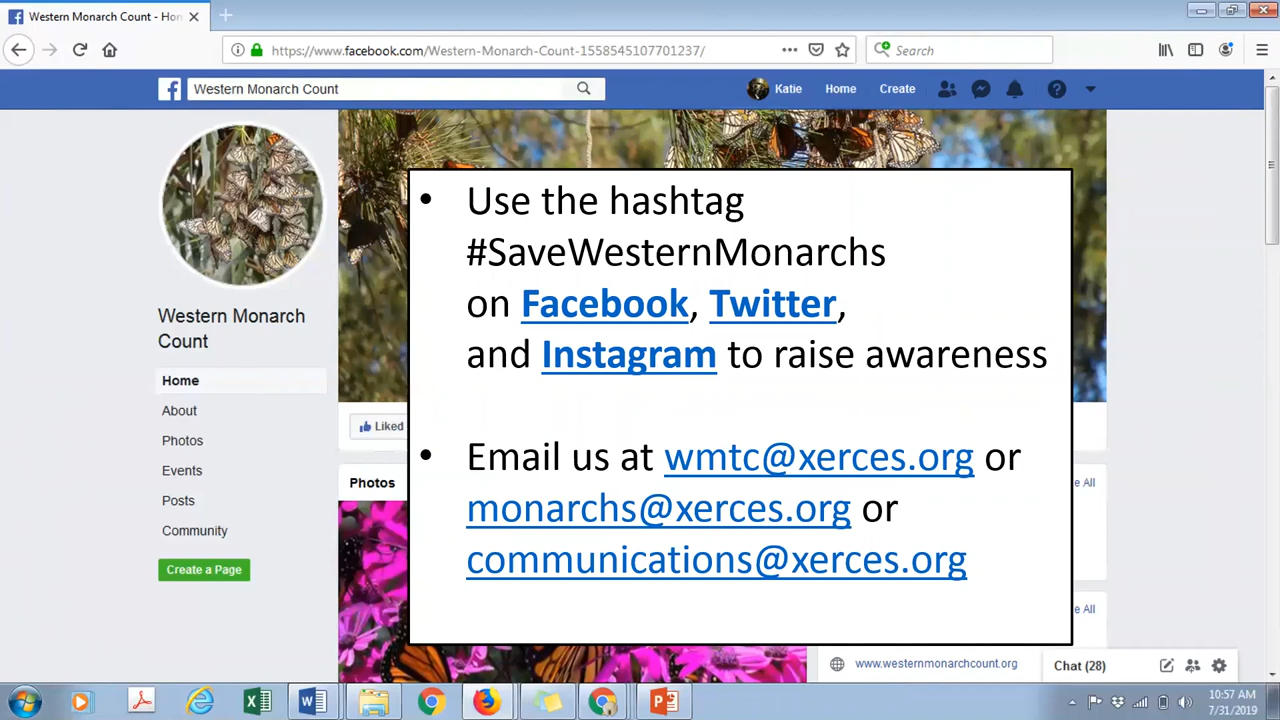 Western Monarch Count - Hon
https://www.facebook.com/Western-Monarch-Count-1558545107701237/
Search
Western Monarch Count
Katie
Home
Create
• Use the hashtag
#SaveWesternMonarchs
on Facebook, Twitter,
and Instagram to raise awareness
• Email us at wmtc@xerces.org or
monarchs@xerces.org or
communications@xerces.org
Western Monarch
Count
Home
About
Photos
Events
Posts
Community
Create a Page
Liked
Photos
e All
e All
www.westernmonarchcount.org
Chat (28)
10:57 AM
7/31/2019